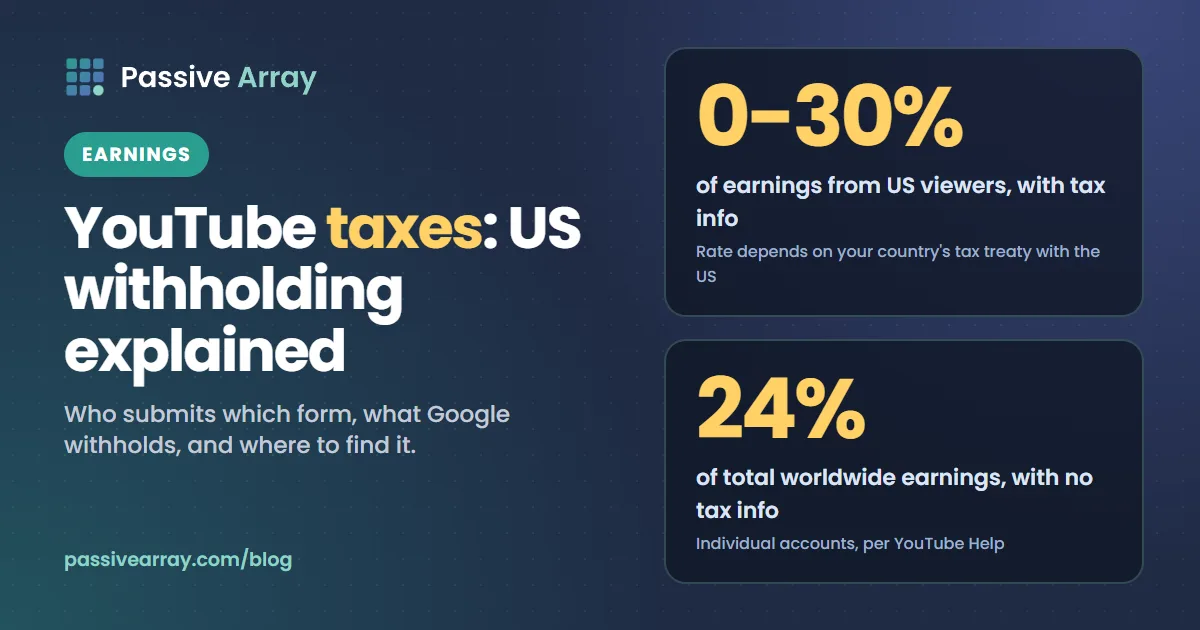 Passive Array
EARNINGS
YouTube taxes: US
withholding
explained
Who submits which form, what Google
withholds, and where to find it.
passivearray.com/blog
0–30%
of earnings from US viewers, with tax
info
Rate depends on your country's tax treaty with the
US
24%
of total worldwide earnings, with no
tax info
Individual accounts, per YouTube Help